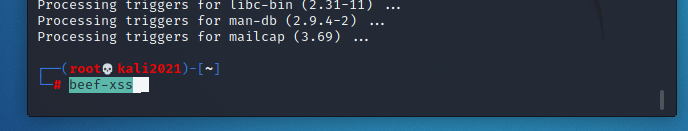 Processing triggers for libc-bin (2.31-11) ...
Processing triggers for man-db (2.9.4-2) ...
Processing triggers for mailcap (3.69) ...
┌──(root💀kali2021)-[~]
└─# beef-xss